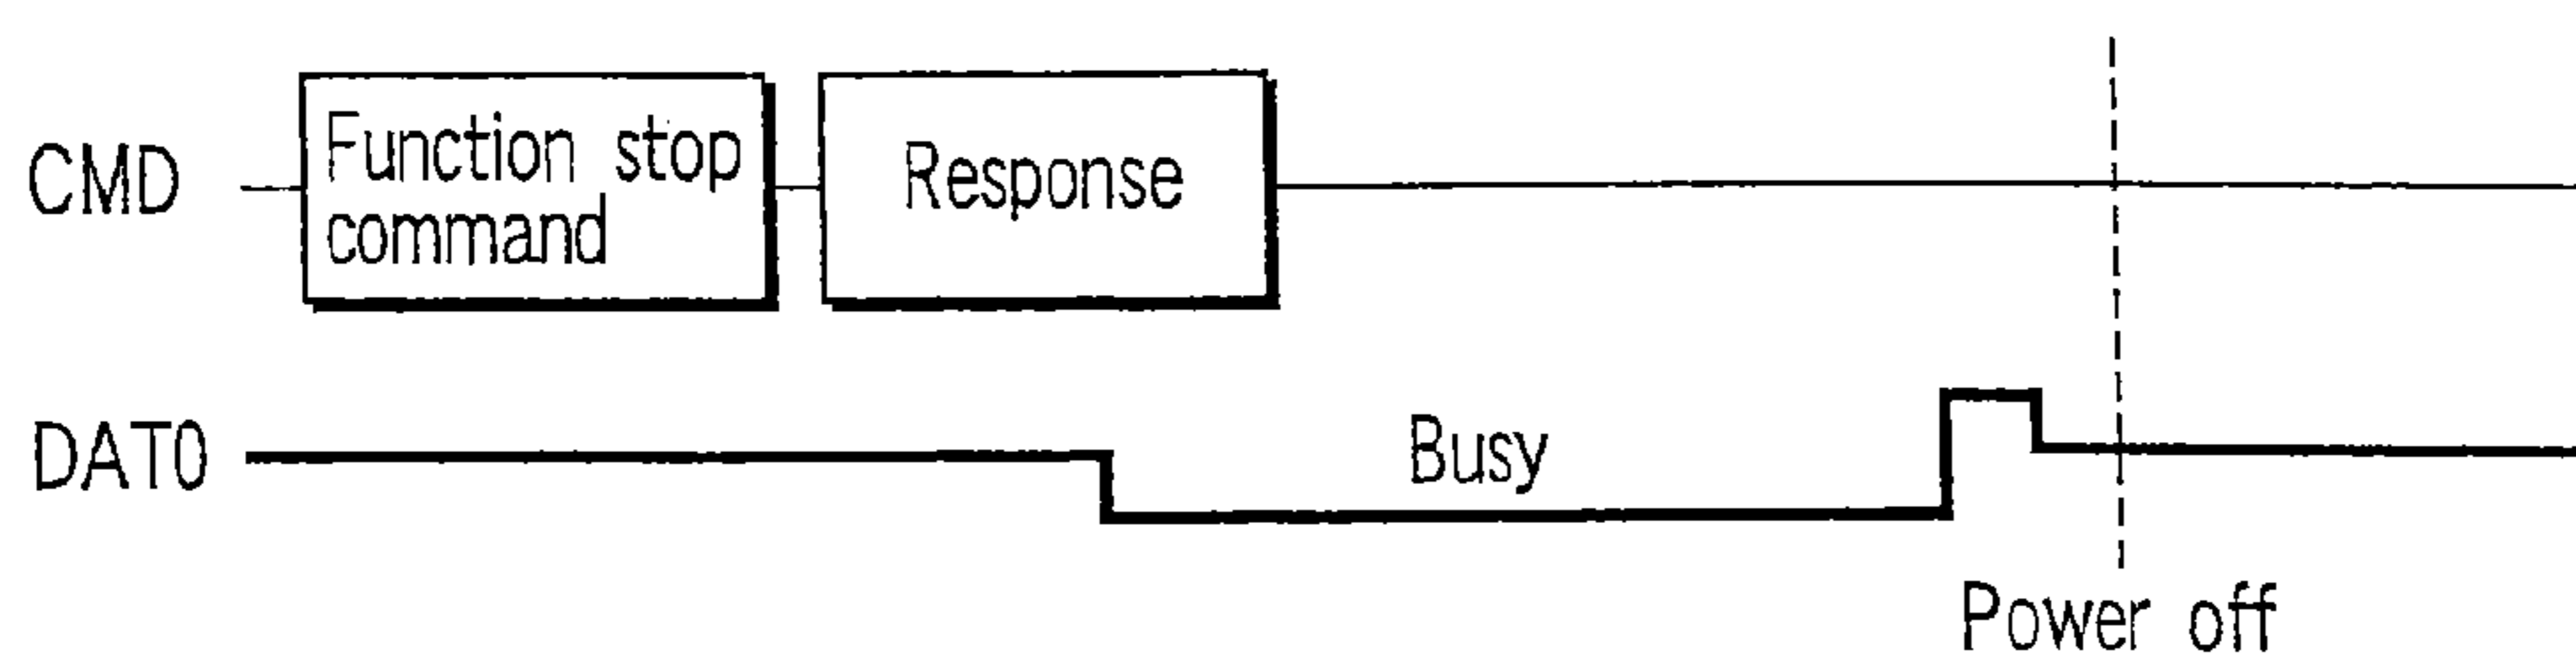 CMD
Function stop
command
Response
DAT0
Busy
Power off